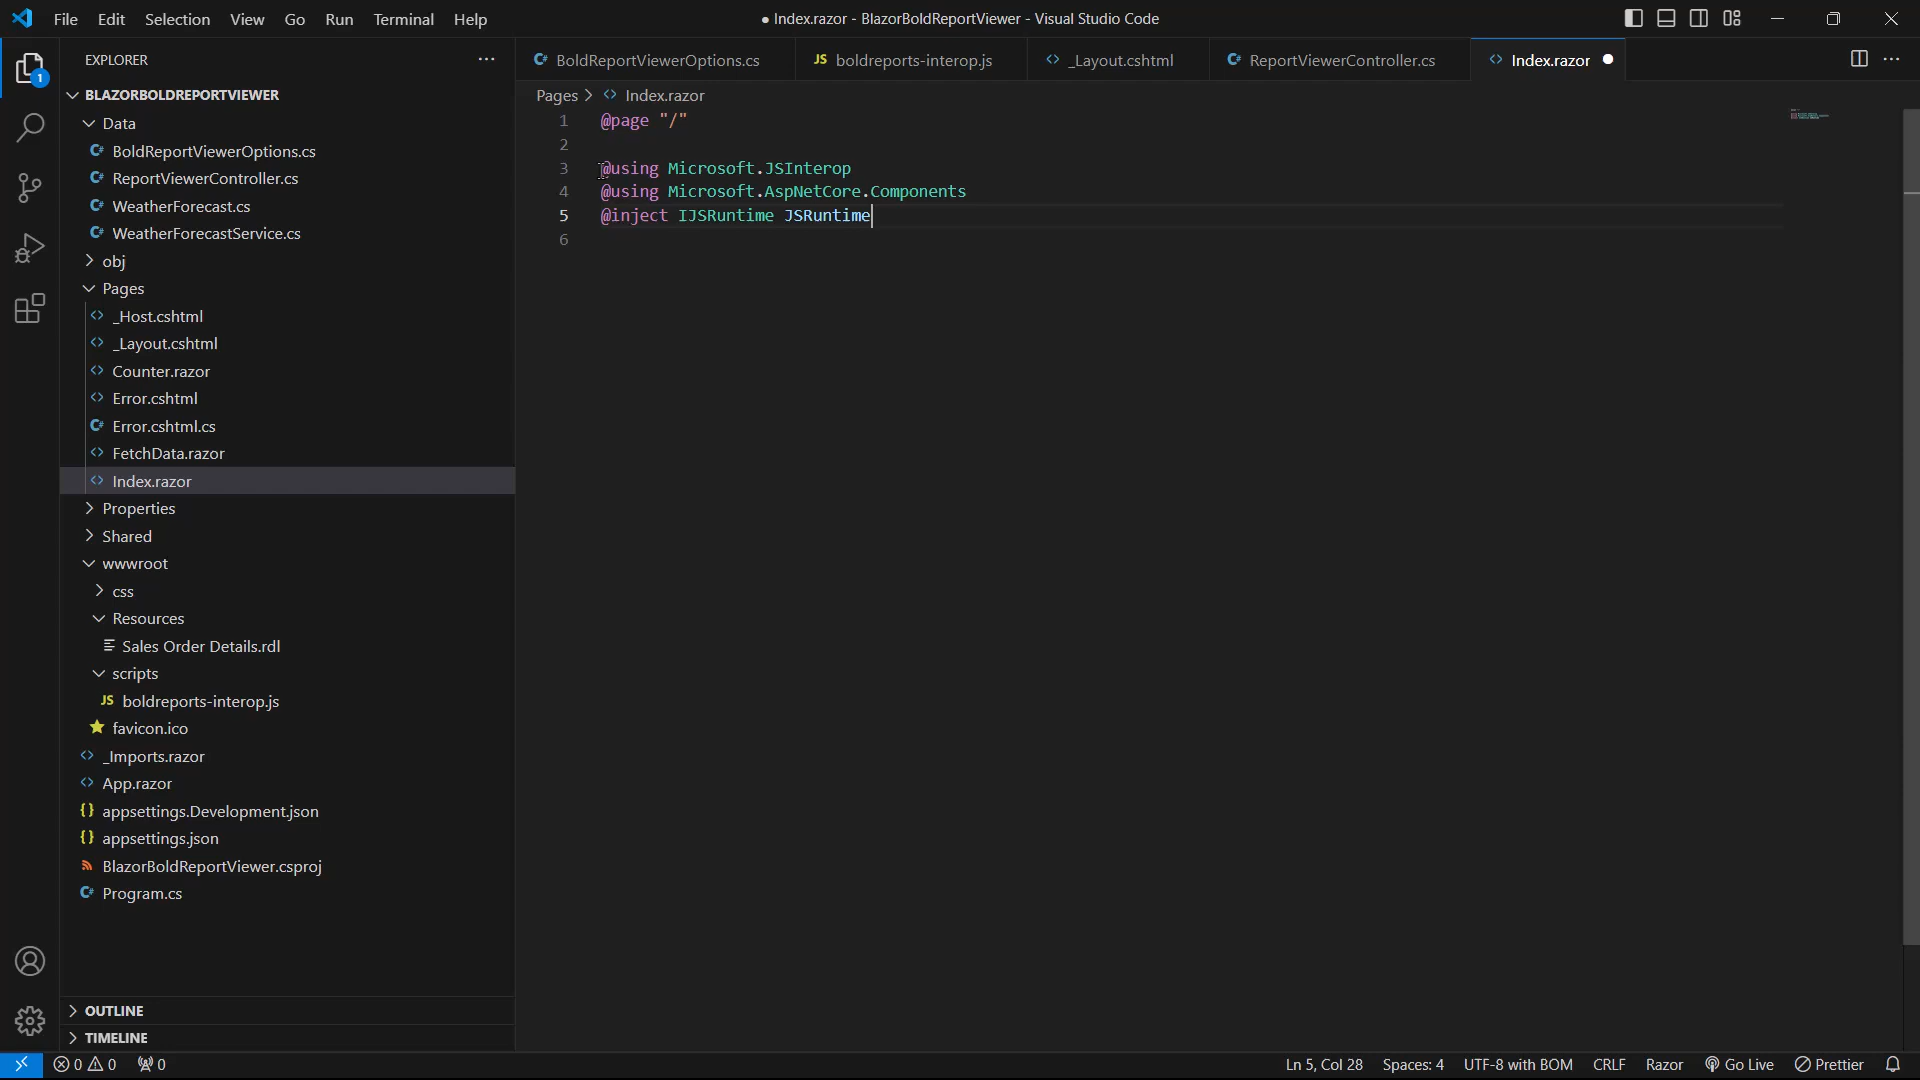 File Edit Selection View Go Run Terminal Help
● Index.razor - BlazorBoldReportViewer - Visual Studio Code
EXPLORER
BLAZORBOLDREPORTVIEWER
Data
C# BoldReportViewerOptions.cs
C# ReportViewerController.cs
C# WeatherForecast.cs
C# WeatherForecastService.cs
obj
Pages
_Host.cshtml
_Layout.cshtml
Counter.razor
Error.cshtml
C# Error.cshtml.cs
FetchData.razor
Index.razor
Properties
Shared
wwwroot
css
Resources
Sales Order Details.rdl
scripts
JS boldreports-interop.js
favicon.ico
_Imports.razor
App.razor
{} appsettings.Development.json
{} appsettings.json
BlazorBoldReportViewer.csproj
C# Program.cs
OUTLINE
TIMELINE
1
C# BoldReportViewerOptions.cs JS boldreports-interop.js <> _Layout.cshtml C# ReportViewerController.cs <> Index.razor ●
Pages > <> Index.razor
1 @page "/"
2
3 @using Microsoft.JSInterop
4 @using Microsoft.AspNetCore.Components
5 @inject IJSRuntime JSRuntime
6
0 0 0 Ln 5, Col 28 Spaces: 4 UTF-8 with BOM CRLF Razor Go Live Prettier